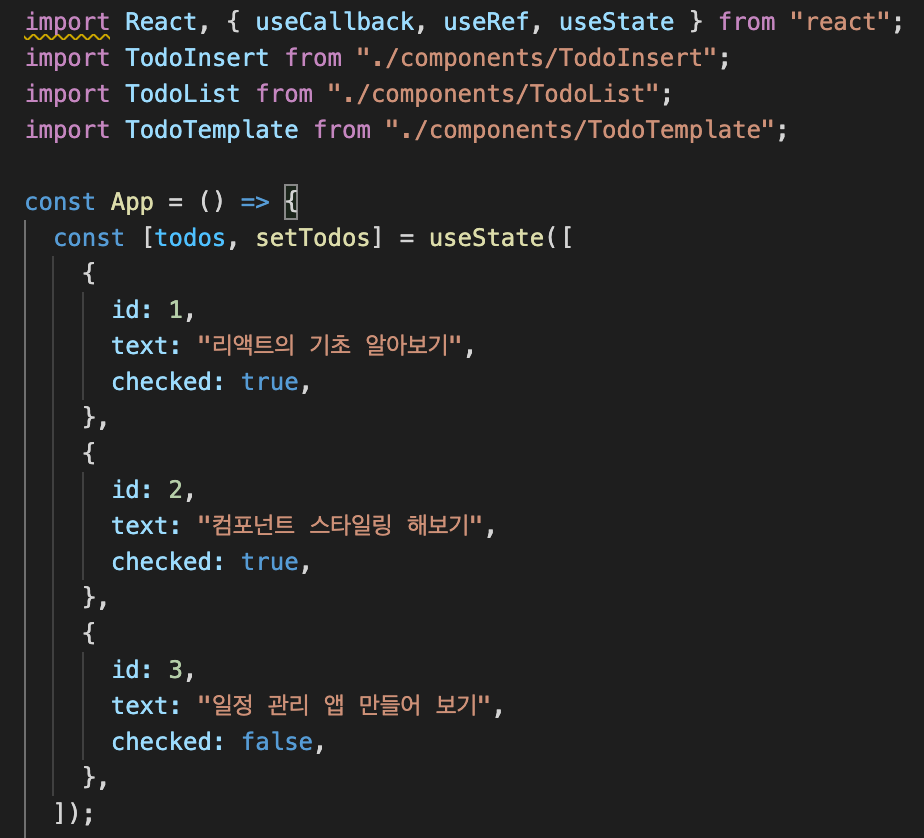 import React, { useCallback, useRef, useState } from "react";
import TodoInsert from "./components/TodoInsert";
import TodoList from "./components/TodoList";
import TodoTemplate from "./components/TodoTemplate";
const App = () => {
const [todos, setTodos] = useState([
{
id: 1,
text: "리액트의 기초 알아보기",
checked: true,
},
{
id: 2,
text: "컴포넌트 스타일링 해보기",
checked: true,
},
{
id: 3,
text: "일정 관리 앱 만들어 보기",
checked: false,
},
]);